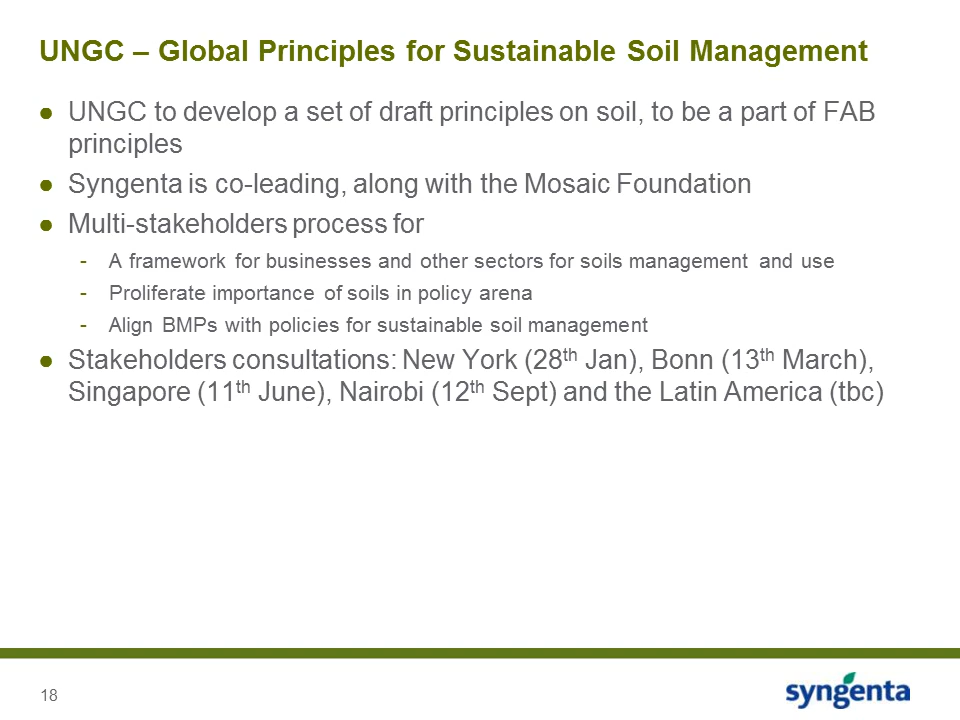 UNGC – Global Principles for Sustainable Soil Management
● UNGC to develop a set of draft principles on soil, to be a part of FAB
principles
● Syngenta is co-leading, along with the Mosaic Foundation
● Multi-stakeholders process for
- A framework for businesses and other sectors for soils management and use
- Proliferate importance of soils in policy arena
- Align BMPs with policies for sustainable soil management
● Stakeholders consultations: New York (28th Jan), Bonn (13th March),
Singapore (11th June), Nairobi (12th Sept) and the Latin America (tbc)
18
syngenta